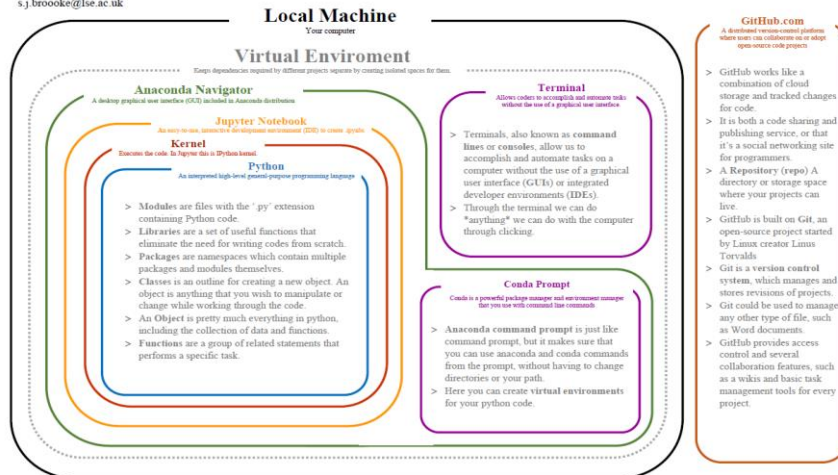 s.j.broooke@lse.ac.uk
Local Machine
Your computer
Virtual Enviroment
Keeps dependencies required by different projects separate by creating isolated spaces for them.
Anaconda Navigator
A desktop graphical user interface (GUI) included in Anaconda distribution
Jupyter Notebook
An easy-to-use, interactive development environment (IDE) to create .ipynbs
Kernel
Executes the code. In Jupyter this is IPython kernel.
Python
An interpreted high-level general-purpose programming language
> Modules are files with the '.py' extension
containing Python code.
> Libraries are a set of useful functions that
eliminate the need for writing codes from scratch.
> Packages are namespaces which contain multiple
packages and modules themselves.
> Classes is an outline for creating a new object. An
object is anything that you wish to manipulate or
change while working through the code.
> An Object is pretty much everything in python,
including the collection of data and functions.
> Functions are a group of related statements that
performs a specific task.
Terminal
Allows coders to accomplish and automate tasks
without the use of a graphical user interface.
> Terminals, also known as command
lines or consoles, allow us to
accomplish and automate tasks on a
computer without the use of a graphical
user interface (GUIs) or integrated
developer environments (IDEs).
> Through the terminal we can do
*anything* we can do with the computer
through clicking.
Conda Prompt
Conda is a powerful package manager and environment manager
that you use with command line commands
> Anaconda command prompt is just like
command prompt, but it makes sure that
you can use anaconda and conda commands
from the prompt, without having to change
directories or your path.
> Here you can create virtual environments
for your python code.
GitHub.com
A distributed version-control platform
where users can collaborate on or adopt
open-source code projects
> GitHub works like a
combination of cloud
storage and tracked changes
for code.
> It is both a code sharing and
publishing service, or that
it's a social networking site
for programmers.
> A Repository (repo) A
directory or storage space
where your projects can
live.
> GitHub is built on Git, an
open-source project started
by Linux creator Linus
Torvalds
> Git is a version control
system, which manages and
stores revisions of projects.
> Git could be used to manage
any other type of file, such
as Word documents.
> GitHub provides access
control and several
collaboration features, such
as a wikis and basic task
management tools for every
project.